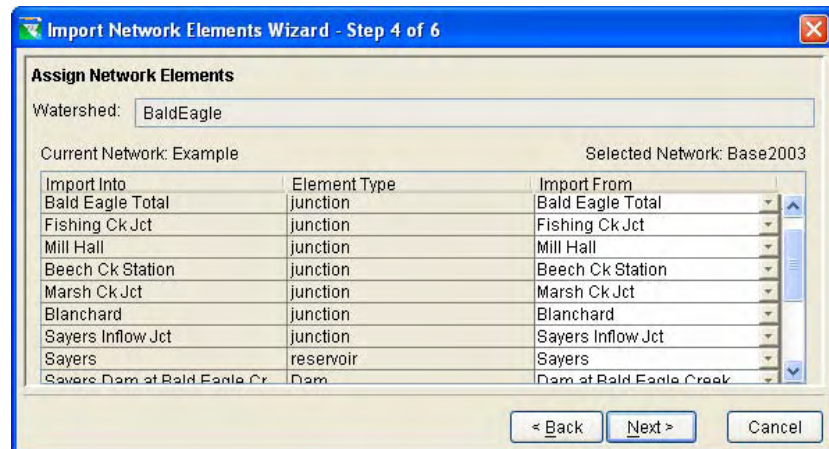 Import Network Elements Wizard - Step 4 of 6
Assign Network Elements
Watershed: BaldEagle
Current Network: Example Selected Network: Base2003
Import Into Element Type Import From
Bald Eagle Total junction Bald Eagle Total
Fishing Ck Jct junction Fishing Ck Jct
Mill Hall junction Mill Hall
Beech Ck Station junction Beech Ck Station
Marsh Ck Jct junction Marsh Ck Jct
Blanchard junction Blanchard
Sayers Inflow Jct junction Sayers Inflow Jct
Sayers reservoir Sayers
Sayers Dam at Bald Eagle Cr... Dam Dam at Bald Eagle Creek
< Back Next > Cancel